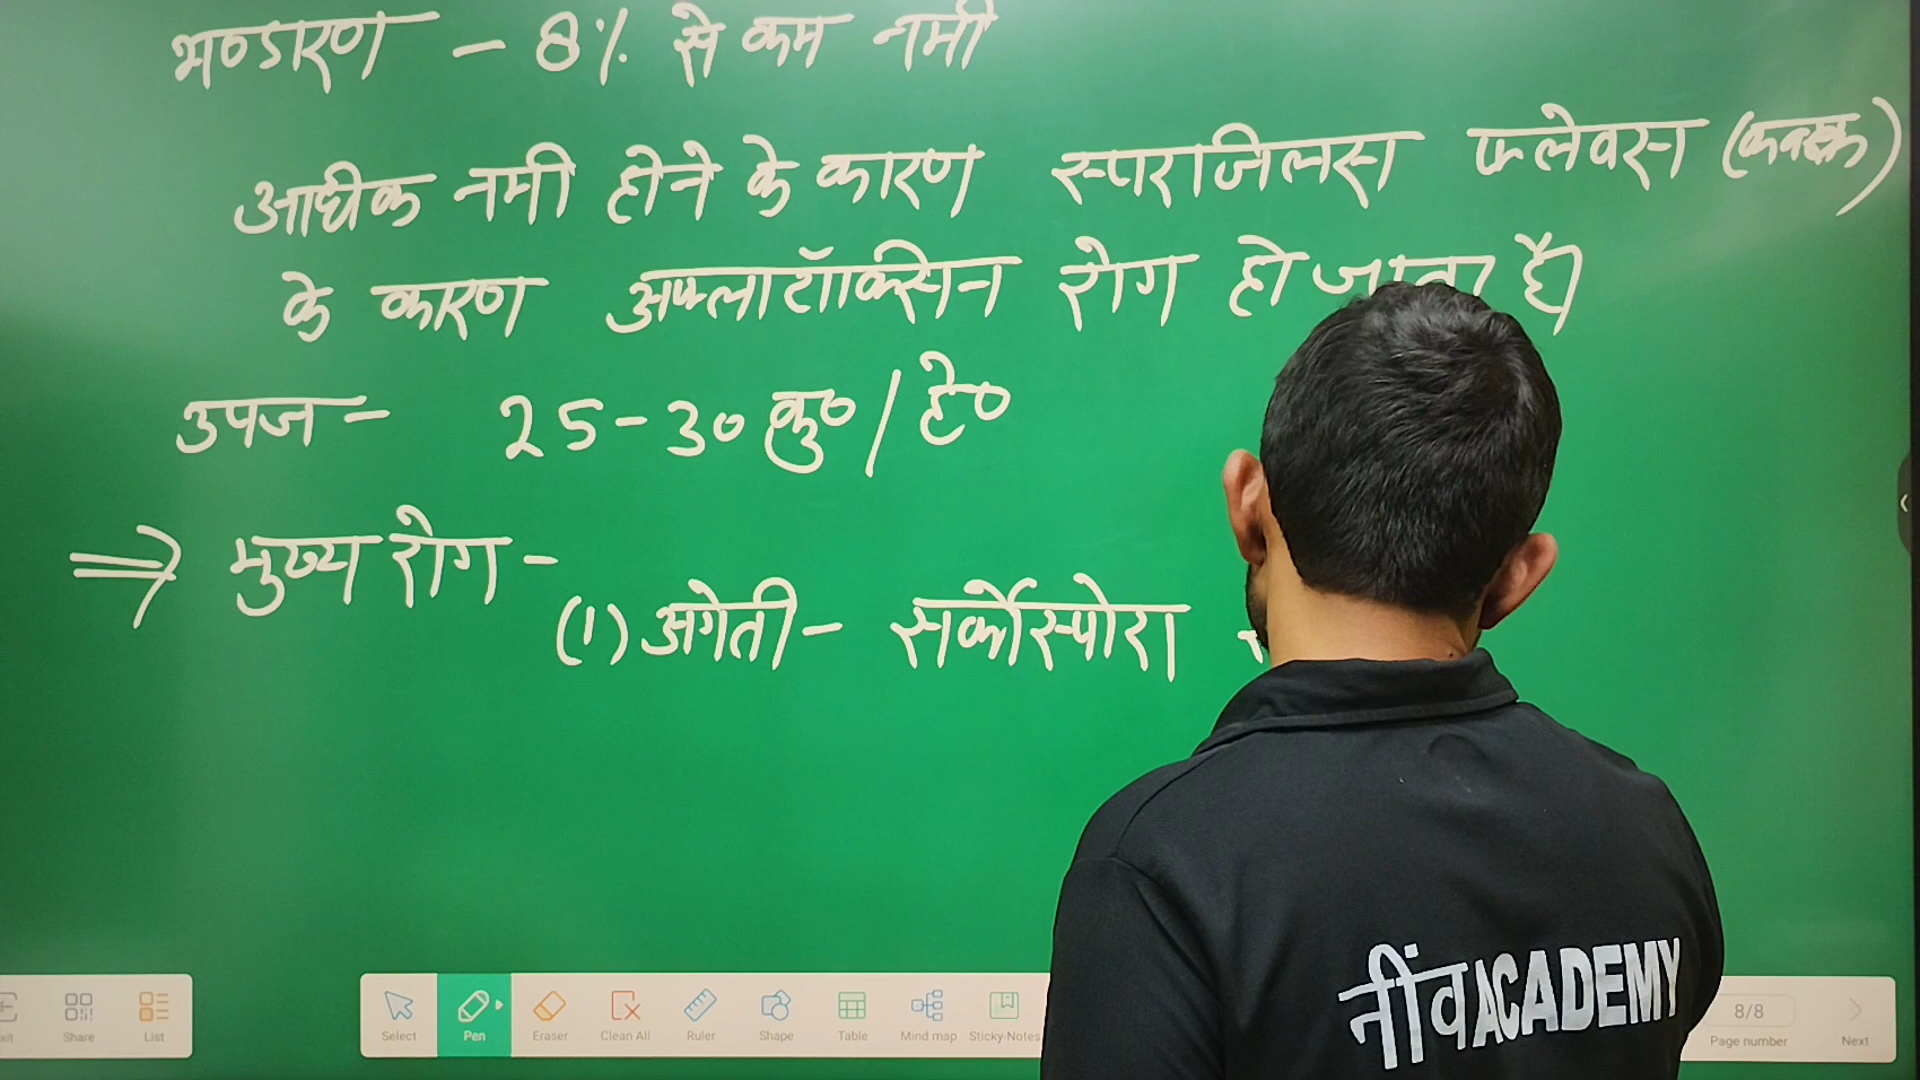 भण्डारण - 8% से कम नमी
अधिक नमी होने के कारण स्पराजिलस फ्लेवस (कवक)
के कारण अफ्लाटॉक्सिन रोग हो जाता है
उपज - 25-30 कु० / हे०
⇒ मुख्य रोग -
(1) अगेती - सर्कोस्पोरा
नींव ACADEMY
Share
List
Select
Pen
Eraser
Clean All
Ruler
Shape
Table
Mind map
Sticky-Notes
8/8
Page number
Next